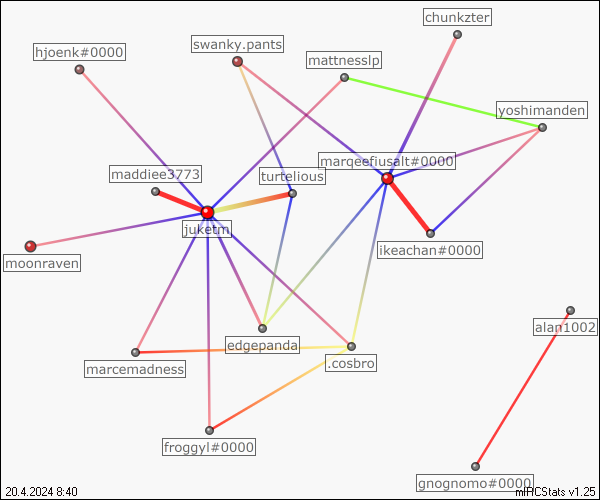 chunkzter
swanky.pants
hjoenk#0000
mattnesslp
yoshimanden
marqeefiusalt#0000
maddiee3773
turtelious
juketm
ikeachan#0000
moonraven
alan1002
edgepanda
.cosbro
marcemadness
froggyl#0000
gnognomo#0000
20.4.2024 8:40
mIRCStats v1.25